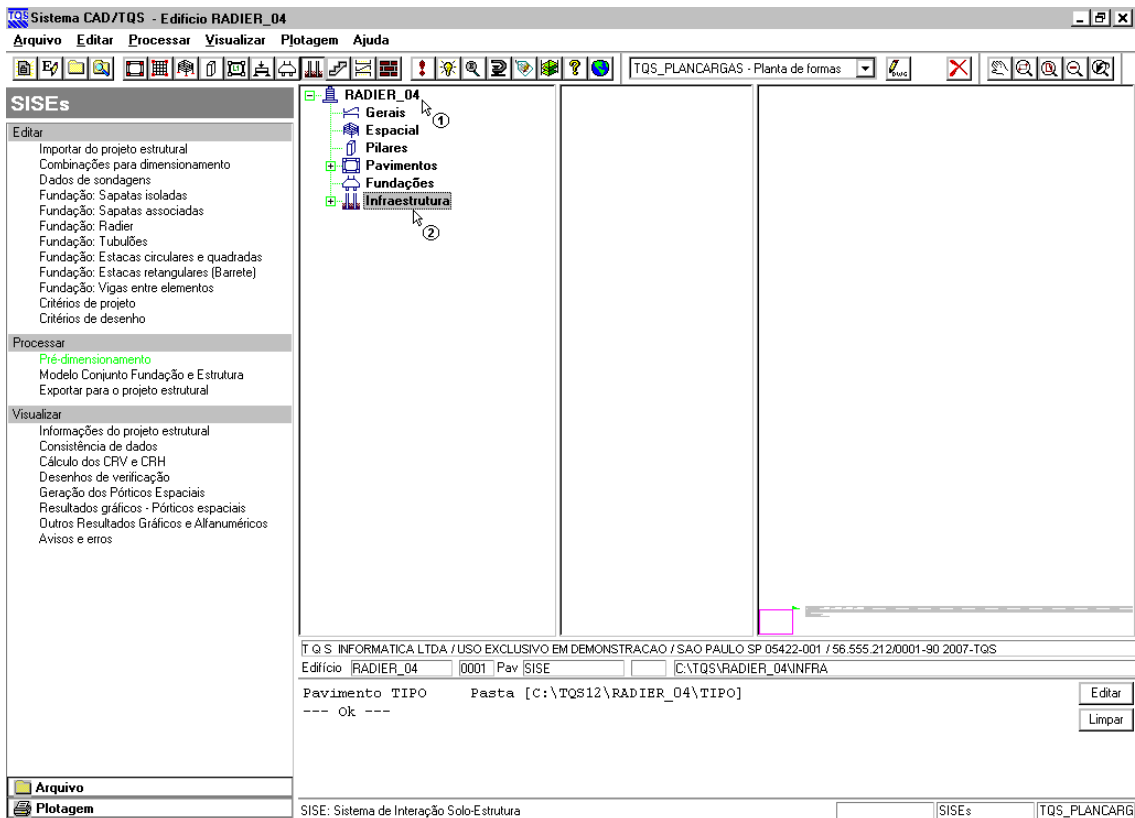 Sistema CAD/TQS - Edificio RADIER_04
Arquivo Editar Processar Visualizar Plotagem Ajuda
TQS_PLANCARGAS - Planta de formas
SISEs
Editar
Importar do projeto estrutural
Combinações para dimensionamento
Dados de sondagens
Fundação: Sapatas isoladas
Fundação: Sapatas associadas
Fundação: Radier
Fundação: Tubulões
Fundação: Estacas circulares e quadradas
Fundação: Estacas retangulares (Barrete)
Fundação: Vigas entre elementos
Critérios de projeto
Critérios de desenho
Processar
Pré-dimensionamento
Modelo Conjunto Fundação e Estrutura
Exportar para o projeto estrutural
Visualizar
Informações do projeto estrutural
Consistência de dados
Cálculo dos CRV e CRH
Desenhos de verificação
Geração dos Pórticos Espaciais
Resultados gráficos - Pórticos espaciais
Outros Resultados Gráficos e Alfanuméricos
Avisos e erros
Arquivo
Plotagem
RADIER_04
1
Gerais
Espacial
Pilares
Pavimentos
Fundações
Infraestrutura
2
T Q S INFORMATICA LTDA / USO EXCLUSIVO EM DEMONSTRACAO / SAO PAULO SP 05422-001 / 56.555.212/0001-90 2007-TQS
Edifício RADIER_04 0001 Pav SISE C:\TQS\RADIER_04\INFRA
Pavimento TIPO Pasta [C:\TQS12\RADIER_04\TIPO]
--- Ok ---
Editar
Limpar
SISE: Sistema de Interação Solo-Estrutura SISEs TQS_PLANCARG